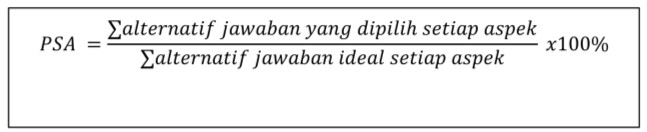 PSA = ∑alternatif jawaban yang dipilih setiap aspek
∑alternatif jawaban ideal setiap aspek x100%